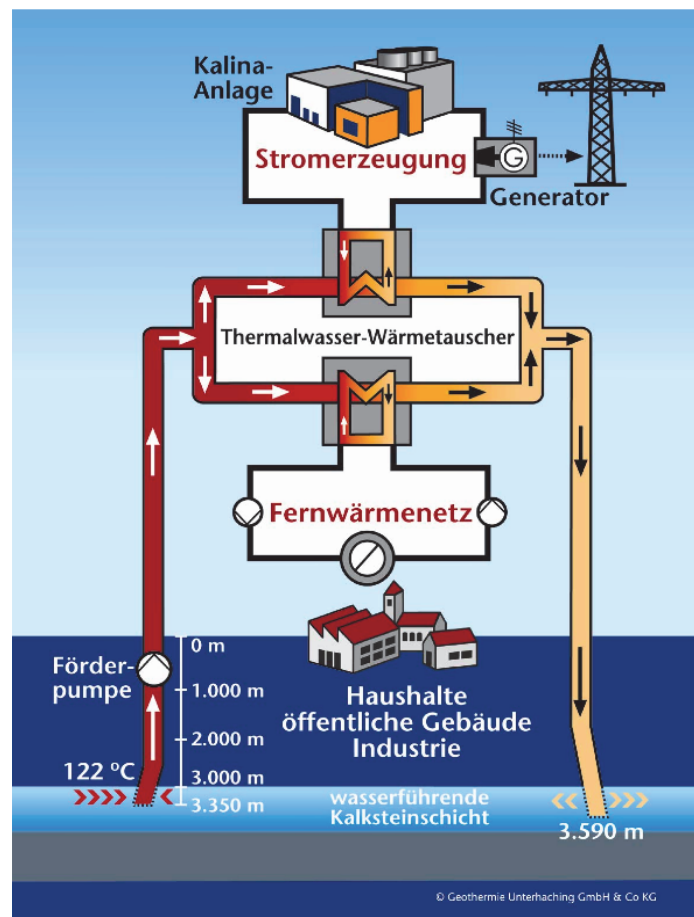 Kalina-
Anlage
Stromerzeugung
G
Generator
Thermalwasser-Wärmetauscher
Fernwärmenetz
0 m
Förder-
pumpe
1.000 m
2.000 m
3.000 m
3.350 m
122 °C
Haushalte
öffentliche Gebäude
Industrie
wasserführende
Kalksteinschicht
3.590 m
© Geothermie Unterhaching GmbH & Co KG